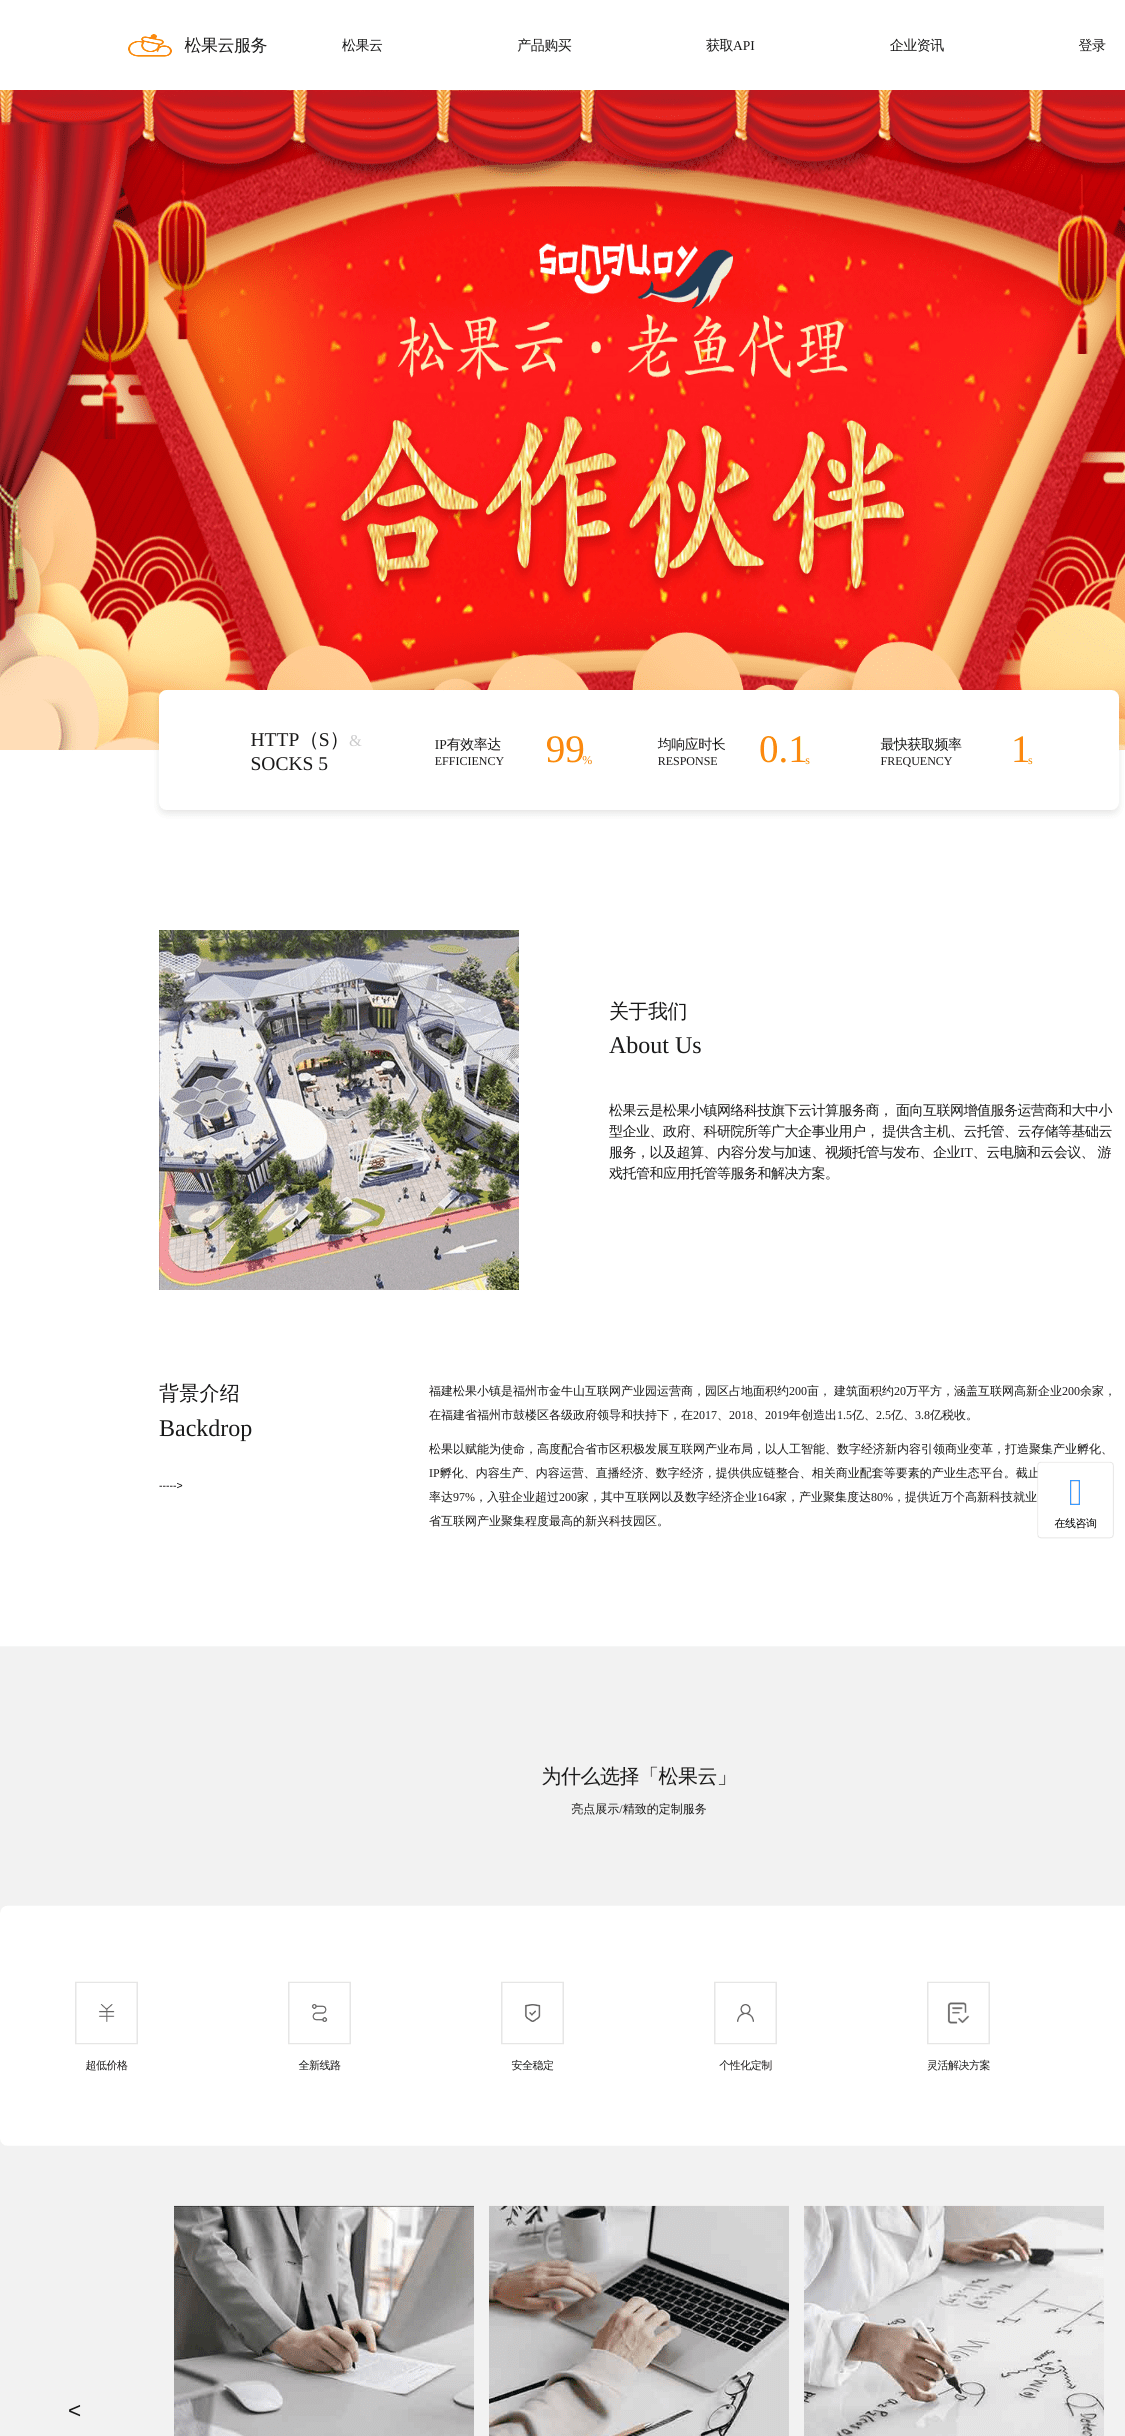 松果云服务
松果云
产品购买
获取API
企业资讯
登录
songuoy
松果云·老鱼代理
合作伙伴
HTTP（S）&
SOCKS 5
IP有效率达
EFFICIENCY
99%
均响应时长
RESPONSE
0.1s
最快获取频率
FREQUENCY
1s
关于我们
About Us
松果云是松果小镇网络科技旗下云计算服务商， 面向互联网增值服务运营商和大中小
型企业、政府、科研院所等广大企事业用户， 提供含主机、云托管、云存储等基础云
服务，以及超算、内容分发与加速、视频托管与发布、企业IT、云电脑和云会议、 游
戏托管和应用托管等服务和解决方案。
背景介绍
Backdrop
----->
福建松果小镇是福州市金牛山互联网产业园运营商，园区占地面积约200亩， 建筑面积约20万平方，涵盖互联网高新企业200余家，
在福建省福州市鼓楼区各级政府领导和扶持下，在2017、2018、2019年创造出1.5亿、2.5亿、3.8亿税收。
松果以赋能为使命，高度配合省市区积极发展互联网产业布局，以人工智能、数字经济新内容引领商业变革，打造聚集产业孵化、
IP孵化、内容生产、内容运营、直播经济、数字经济，提供供应链整合、相关商业配套等要素的产业生态平台。截止
率达97%，入驻企业超过200家，其中互联网以及数字经济企业164家，产业聚集度达80%，提供近万个高新科技就业
省互联网产业聚集程度最高的新兴科技园区。
在线咨询
为什么选择「松果云」
亮点展示/精致的定制服务
超低价格
全新线路
安全稳定
个性化定制
灵活解决方案
<